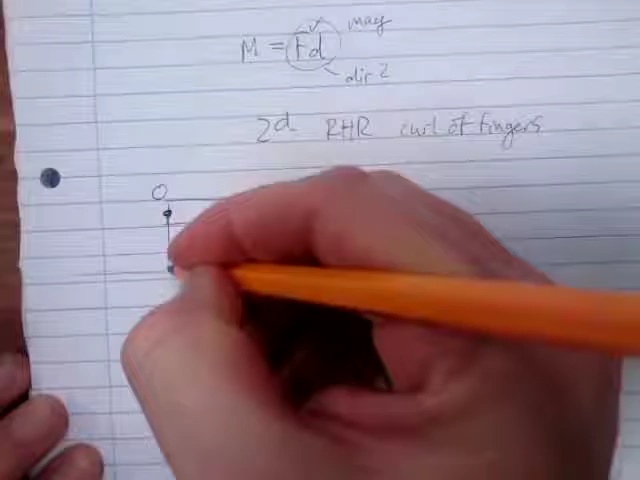 ✓ mag
M = Fd
dir ?
2d RHR curl of fingers
O